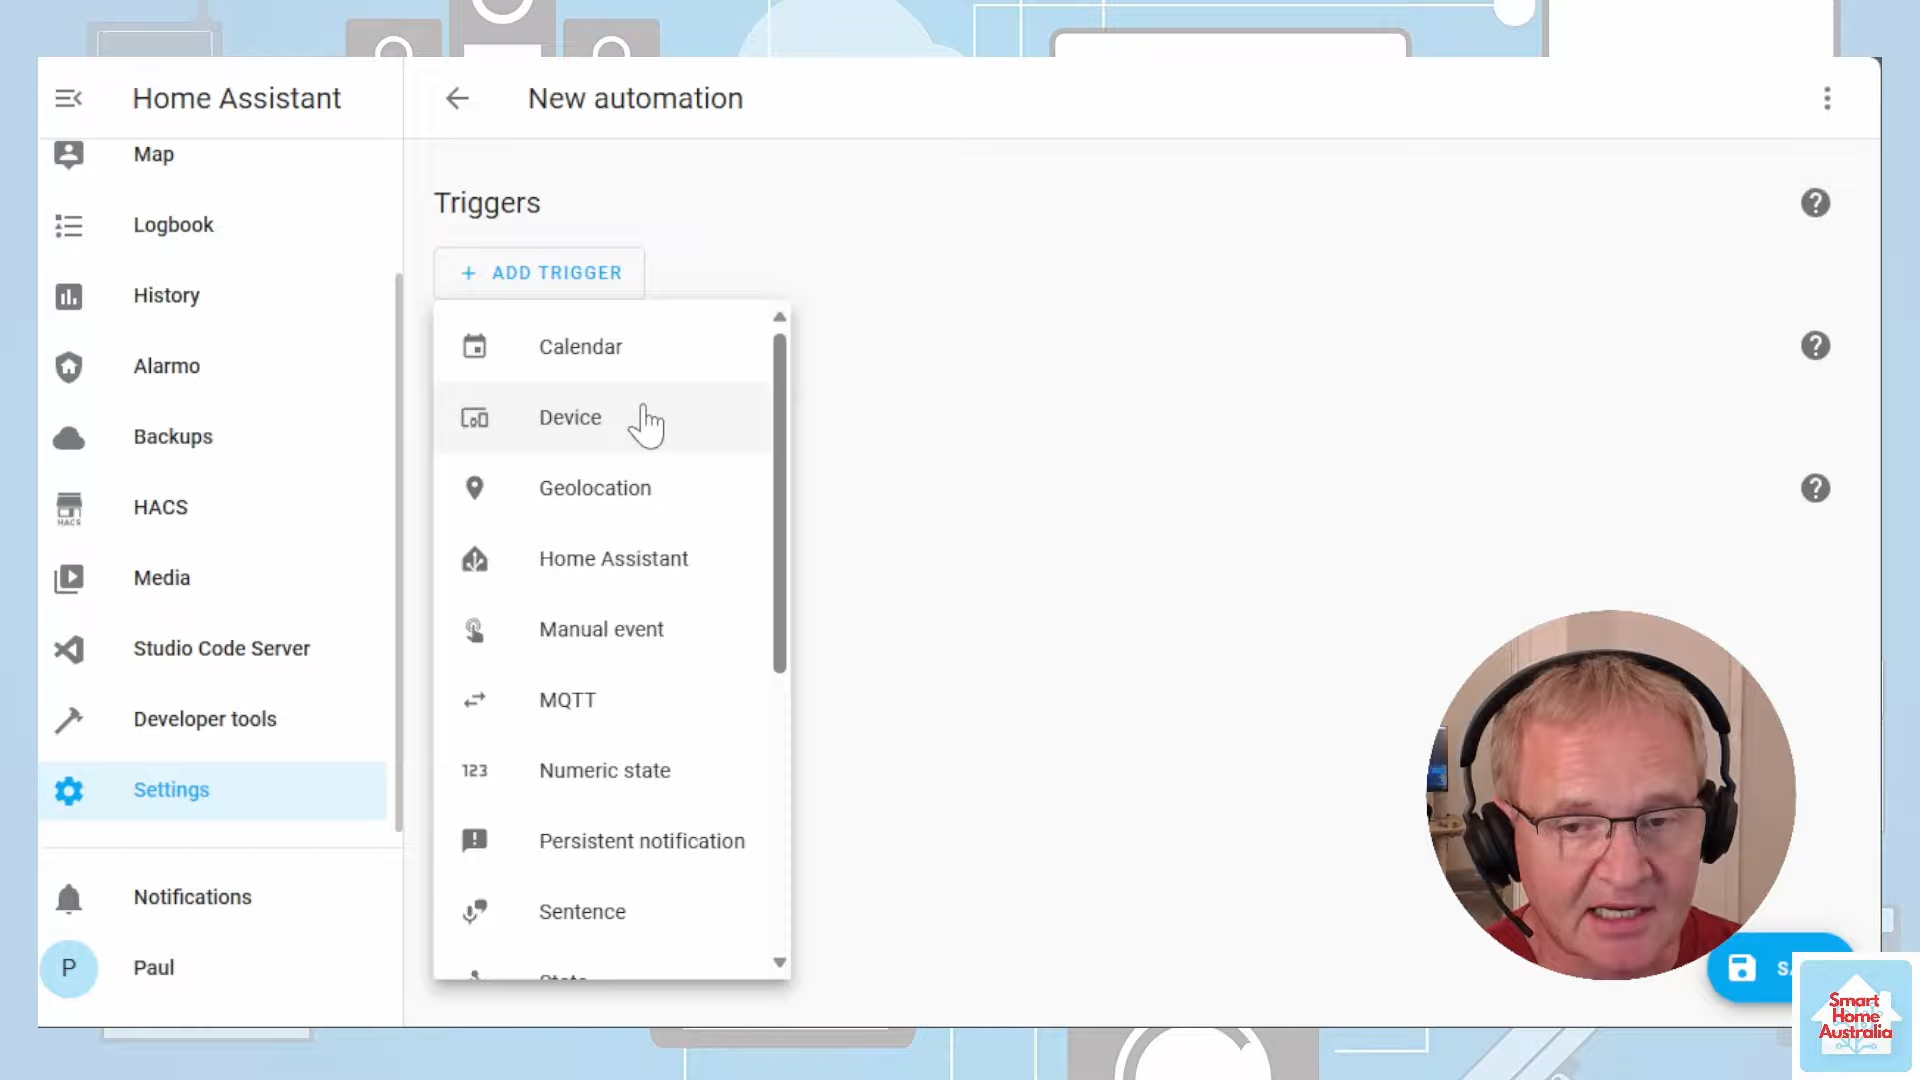 Home Assistant
New automation
Map
Logbook
History
Alarmo
Backups
HACS
HACS
Media
Studio Code Server
Developer tools
Settings
Notifications
P
Paul
Triggers
+ ADD TRIGGER
Calendar
Device
Geolocation
Home Assistant
Manual event
MQTT
123
Numeric state
Persistent notification
Sentence
Smart
Home
Australia